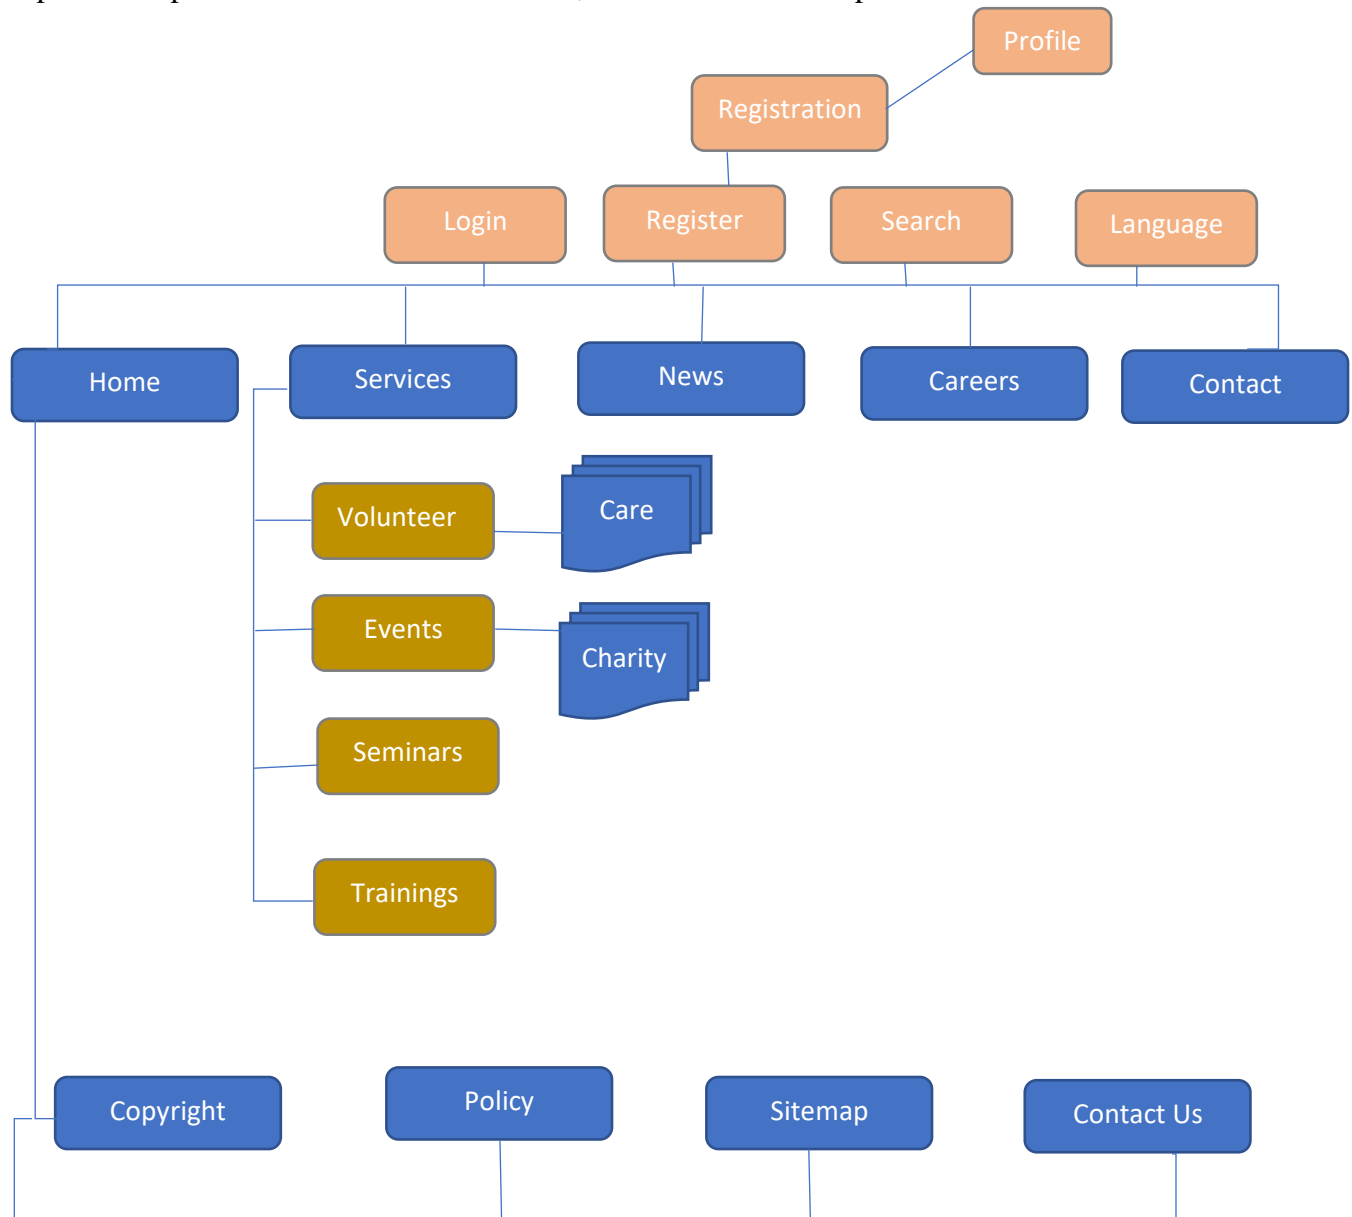 Profile
Registration
Login
Register
Search
Language
Home
Services
News
Careers
Contact
Volunteer
Care
Events
Charity
Seminars
Trainings
Copyright
Policy
Sitemap
Contact Us